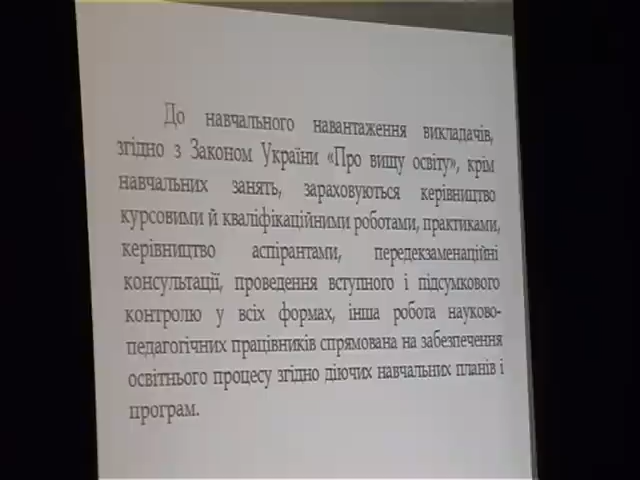 До навчального навантаження викладачів,
згідно з Законом України «Про вищу освіту», крім
навчальних занять, зараховуються керівництво
курсовими й кваліфікаційними роботами, практиками,
керівництво аспірантами, передекзаменаційні
консультації, проведення вступного і підсумкового
контролю у всіх формах, інша робота науково-
педагогічних працівників спрямована на забезпечення
освітнього процесу згідно діючих навчальних планів і
програм.